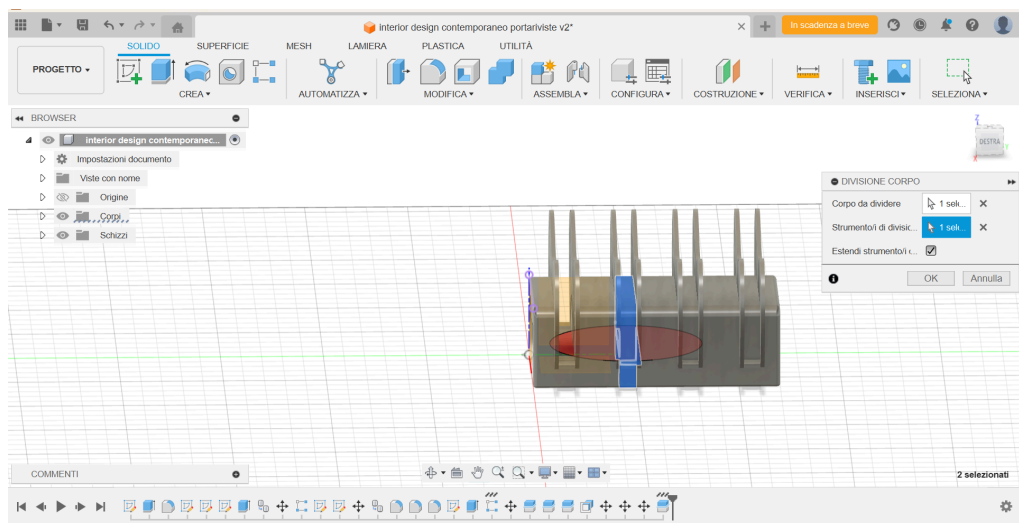 interior design contemporaneo portariviste v2*
In scadenza a breve
PROGETTO
SOLIDO SUPERFICIE MESH LAMIERA PLASTICA UTILITÀ
CREA AUTOMATIZZA MODIFICA ASSEMBLA CONFIGURA COSTRUZIONE VERIFICA INSERISCI SELEZIONA
BROWSER
interior design contemporanec...
Impostazioni documento
Viste con nome
Origine
Corpi
Schizzi
Z
DESTRA
Y
X
DIVISIONE CORPO
Corpo da dividere 1 sel...
Strumento/i di divisic... 1 sel...
Estendi strumento/i
OK Annulla
COMMENTI
2 selezionati